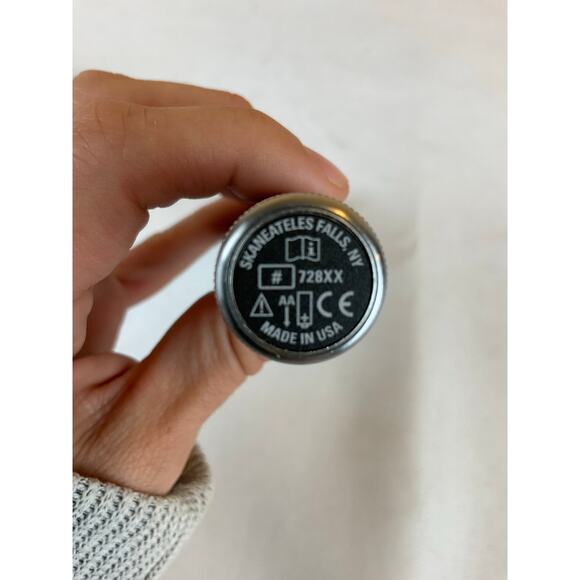 SKANEATELES FALLS, NY
# 728XX
AA CE
MADE IN USA